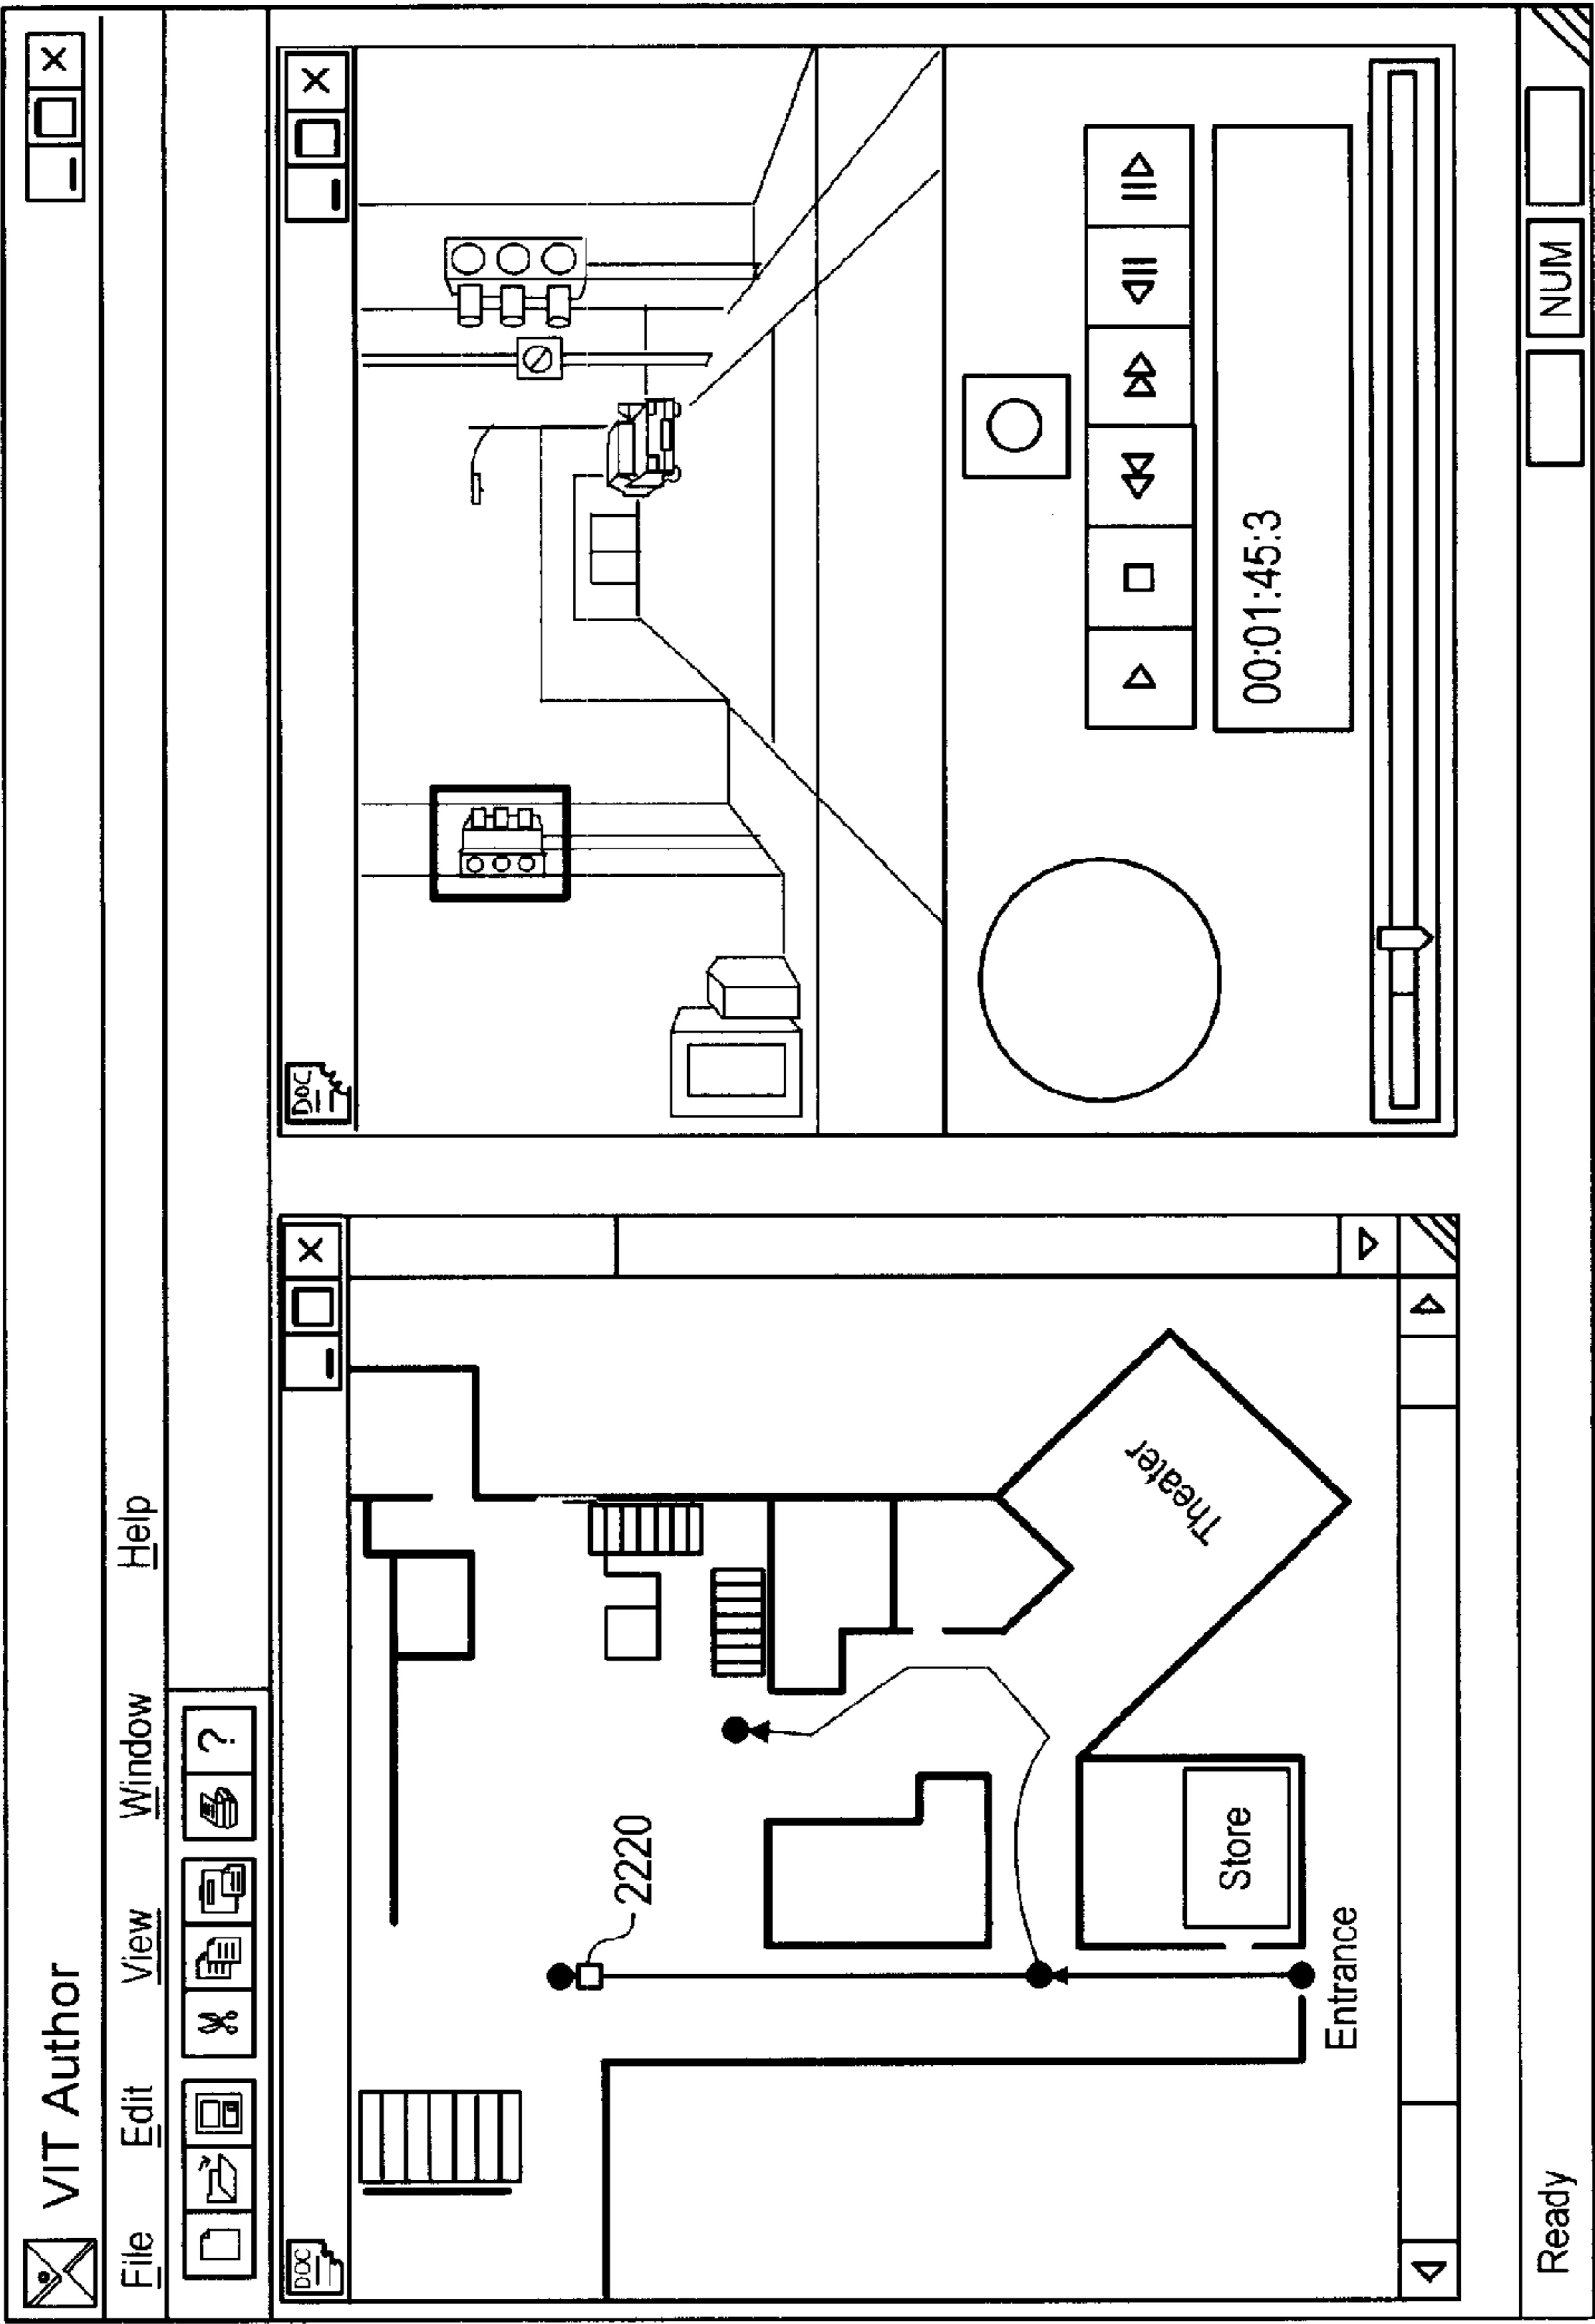 VIT Author
File Edit View Window Help
?
DOC
2220
Theater
Store
Entrance
DOC
00:01:45:3
Ready
NUM